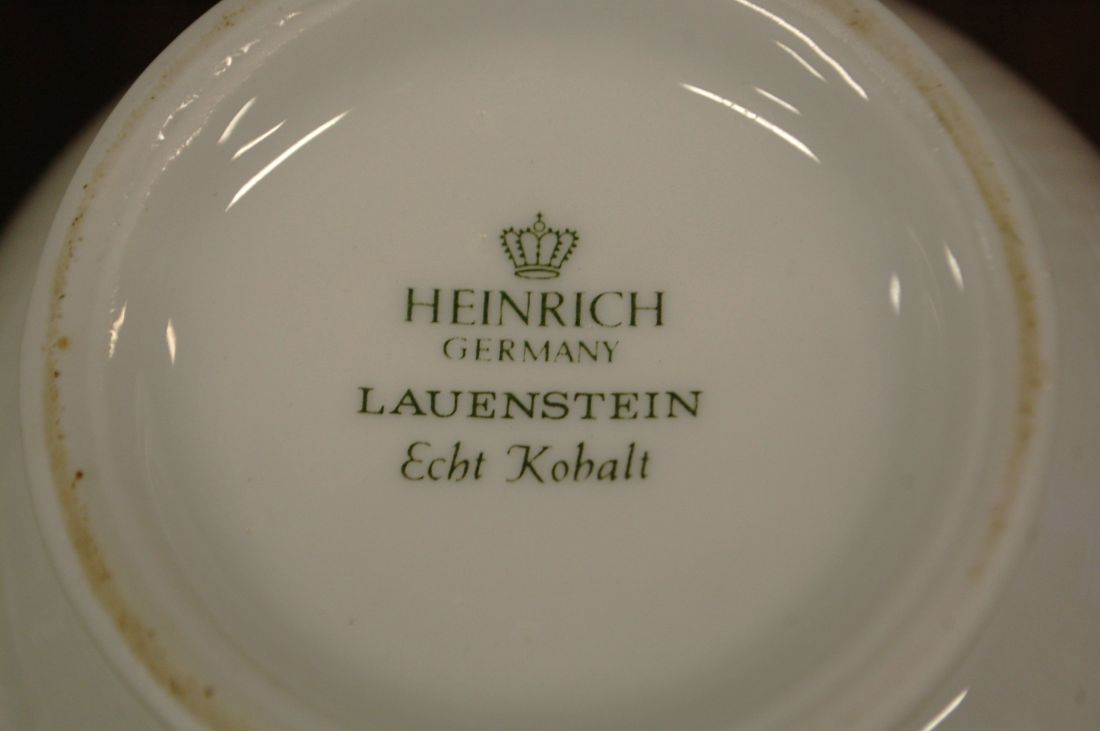 HEINRICH
GERMANY
LAUENSTEIN
Echt Kobalt